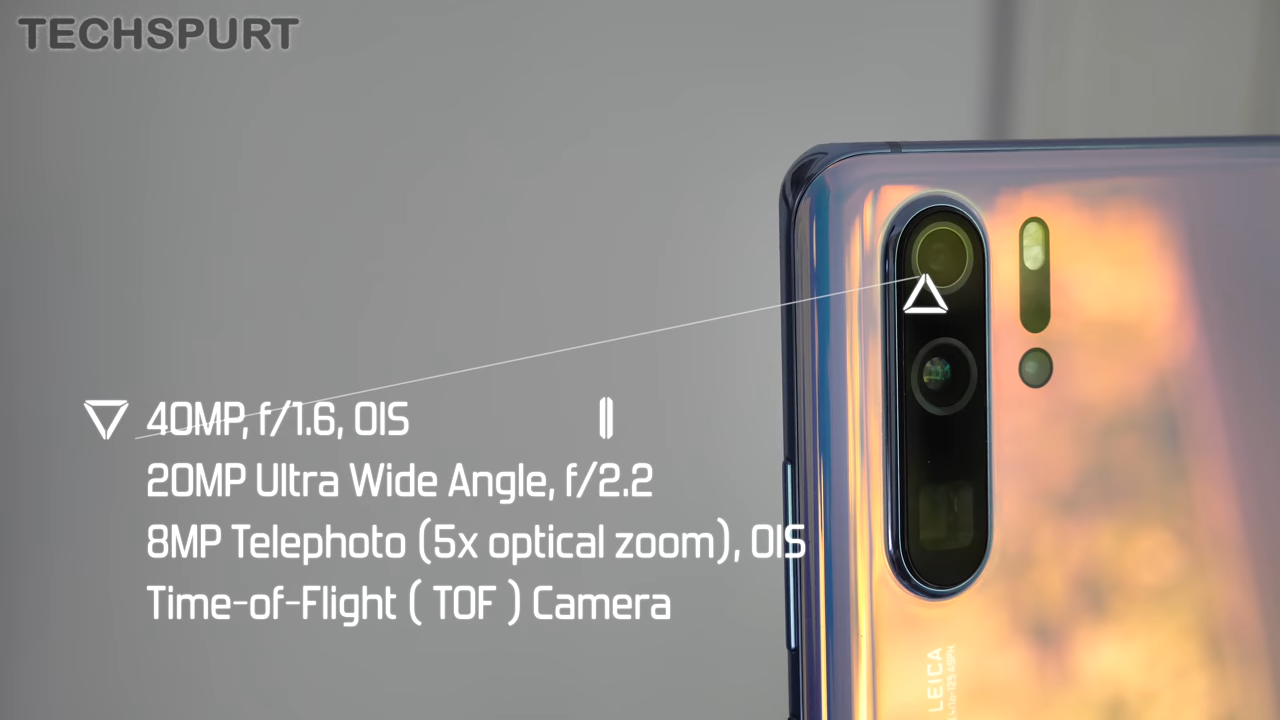 TECHSPURT
40MP, f/1.6, OIS
20MP Ultra Wide Angle, f/2.2
8MP Telephoto (5x optical zoom), OIS
Time-of-Flight ( TOF ) Camera
LEICA